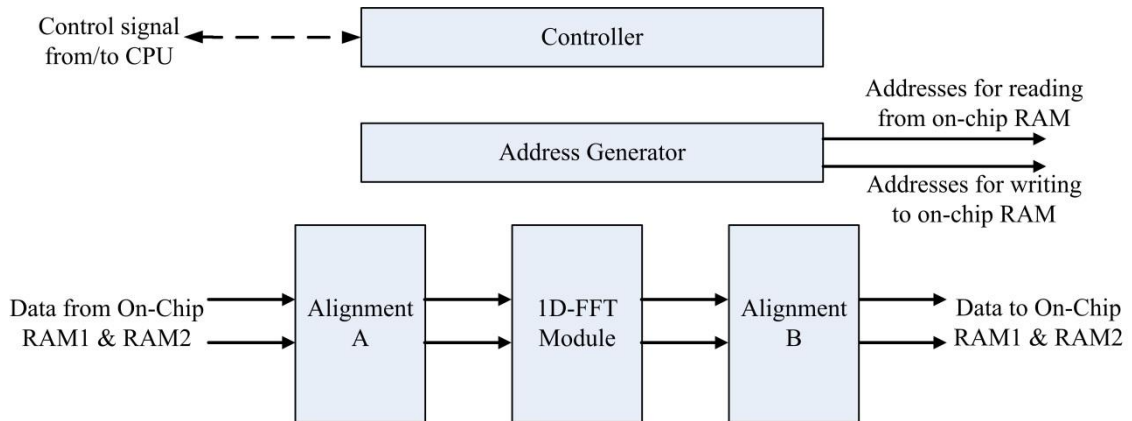 Control signal
from/to CPU
Controller
Addresses for reading
from on-chip RAM
Address Generator
Addresses for writing
to on-chip RAM
Data from On-Chip
RAM1 & RAM2
Alignment
A
1D-FFT
Module
Alignment
B
Data to On-Chip
RAM1 & RAM2